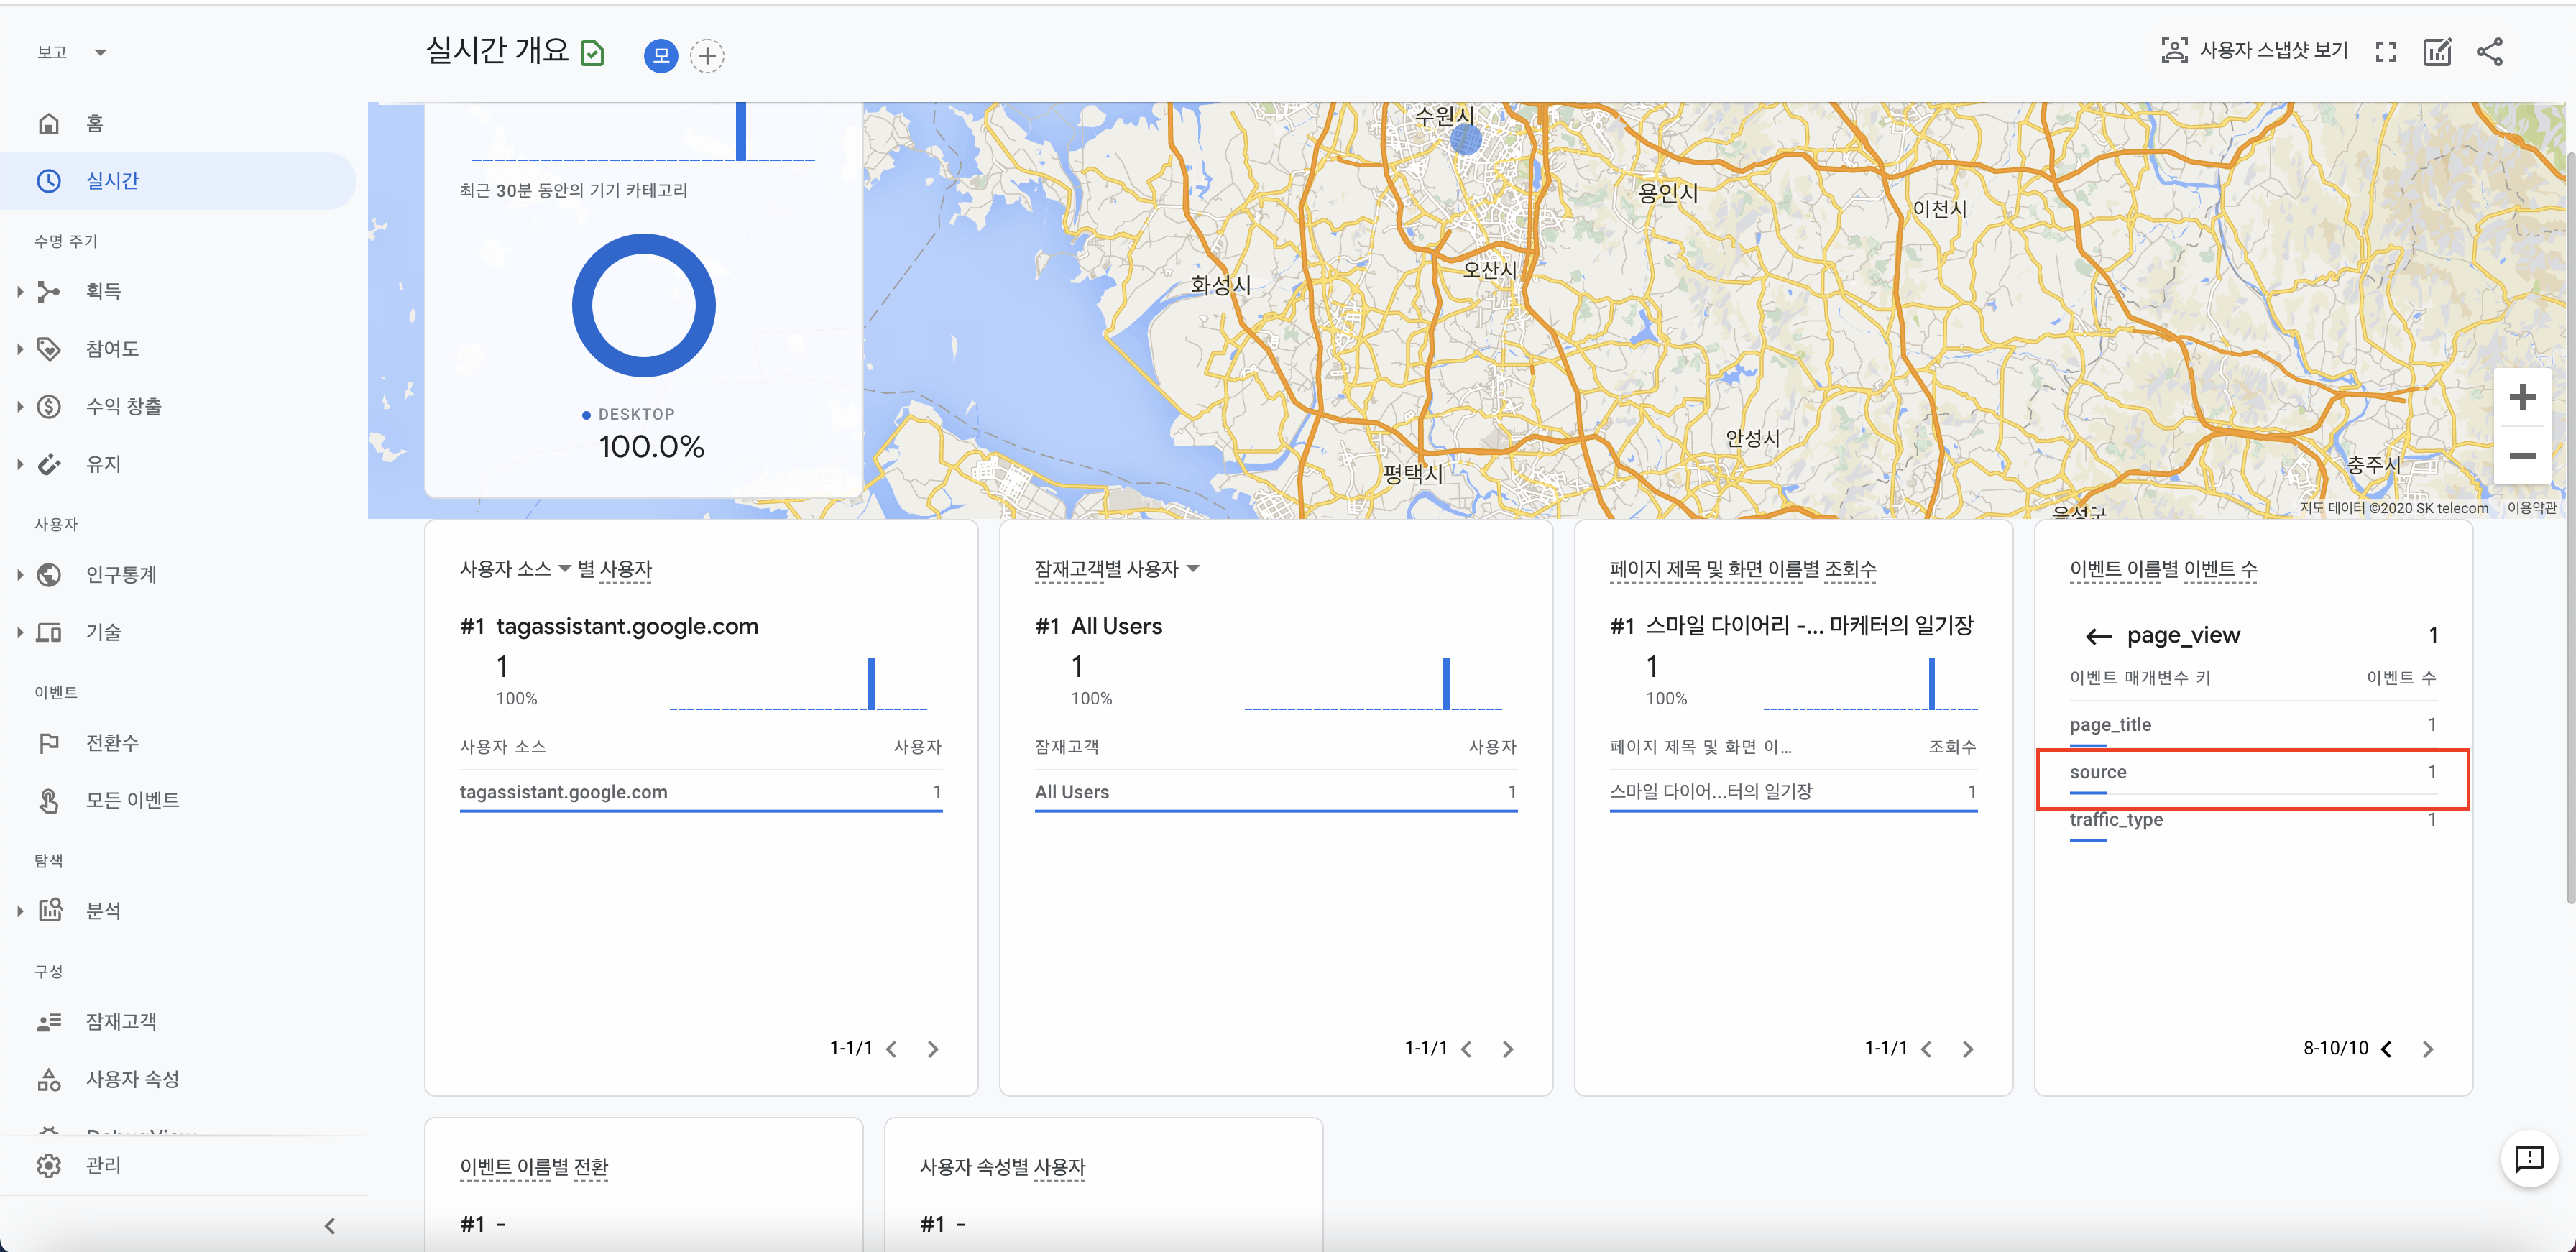 보고
실시간 개요
모
사용자 스냅샷 보기
홈
실시간
수명 주기
획득
참여도
수익 창출
유지
사용자
인구통계
기술
이벤트
전환수
모든 이벤트
탐색
분석
구성
잠재고객
사용자 속성
관리
최근 30분 동안의 기기 카테고리
DESKTOP
100.0%
수원시
용인시
이천시
오산시
화성시
안성시
평택시
충주시
음성군
지도 데이터 ©2020 SK telecom 이용약관
사용자 소스 별 사용자
#1 tagassistant.google.com
1
100%
사용자 소스 사용자
tagassistant.google.com 1
1-1/1
잠재고객별 사용자
#1 All Users
1
100%
잠재고객 사용자
All Users 1
1-1/1
페이지 제목 및 화면 이름별 조회수
#1 스마일 다이어리 -... 마케터의 일기장
1
100%
페이지 제목 및 화면 이... 조회수
스마일 다이어...터의 일기장 1
1-1/1
이벤트 이름별 이벤트 수
page_view 1
이벤트 매개변수 키 이벤트 수
page_title 1
source 1
traffic_type 1
8-10/10
이벤트 이름별 전환
#1 -
사용자 속성별 사용자
#1 -